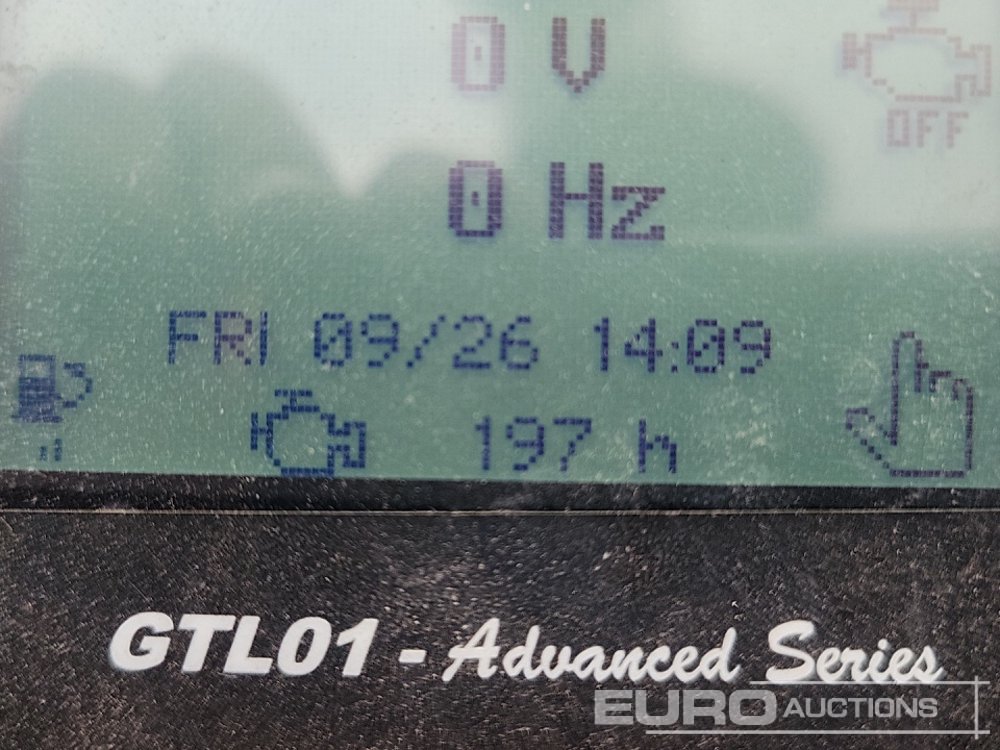 0 V
OFF
0 Hz
FRI 09/26 14:09
197 h
GTL01 - Advanced Series
EURO AUCTIONS